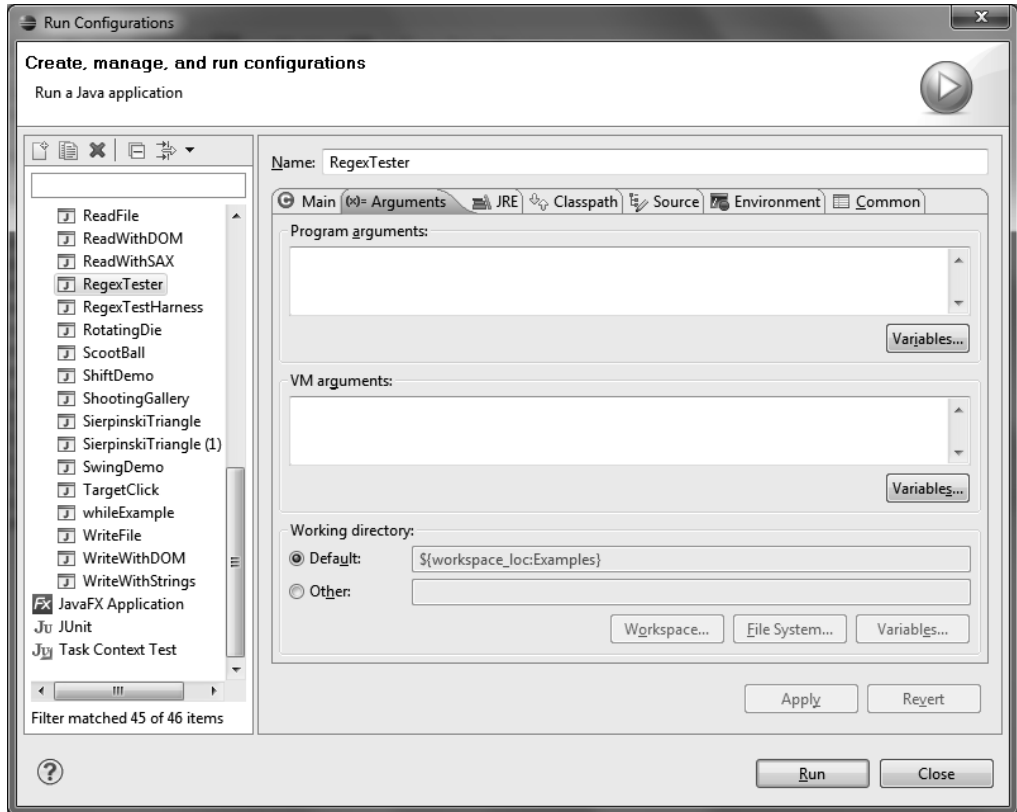 Run Configurations
x
Create, manage, and run configurations
Run a Java application
ReadFile
ReadWithDOM
ReadWithSAX
RegexTester
RegexTestHarness
RotatingDie
ScootBall
ShiftDemo
ShootingGallery
SierpinskiTriangle
SierpinskiTriangle (1)
SwingDemo
TargetClick
whileExample
WriteFile
WriteWithDOM
WriteWithStrings
Fx JavaFX Application
Ju JUnit
Ju Task Context Test
Filter matched 45 of 46 items
Name: RegexTester
Main (x)= Arguments JRE Classpath Source Environment Common
Program arguments:
Variables...
VM arguments:
Variables...
Working directory:
Default: ${workspace_loc:Examples}
Other:
Workspace... File System... Variables...
Apply Revert
? Run Close